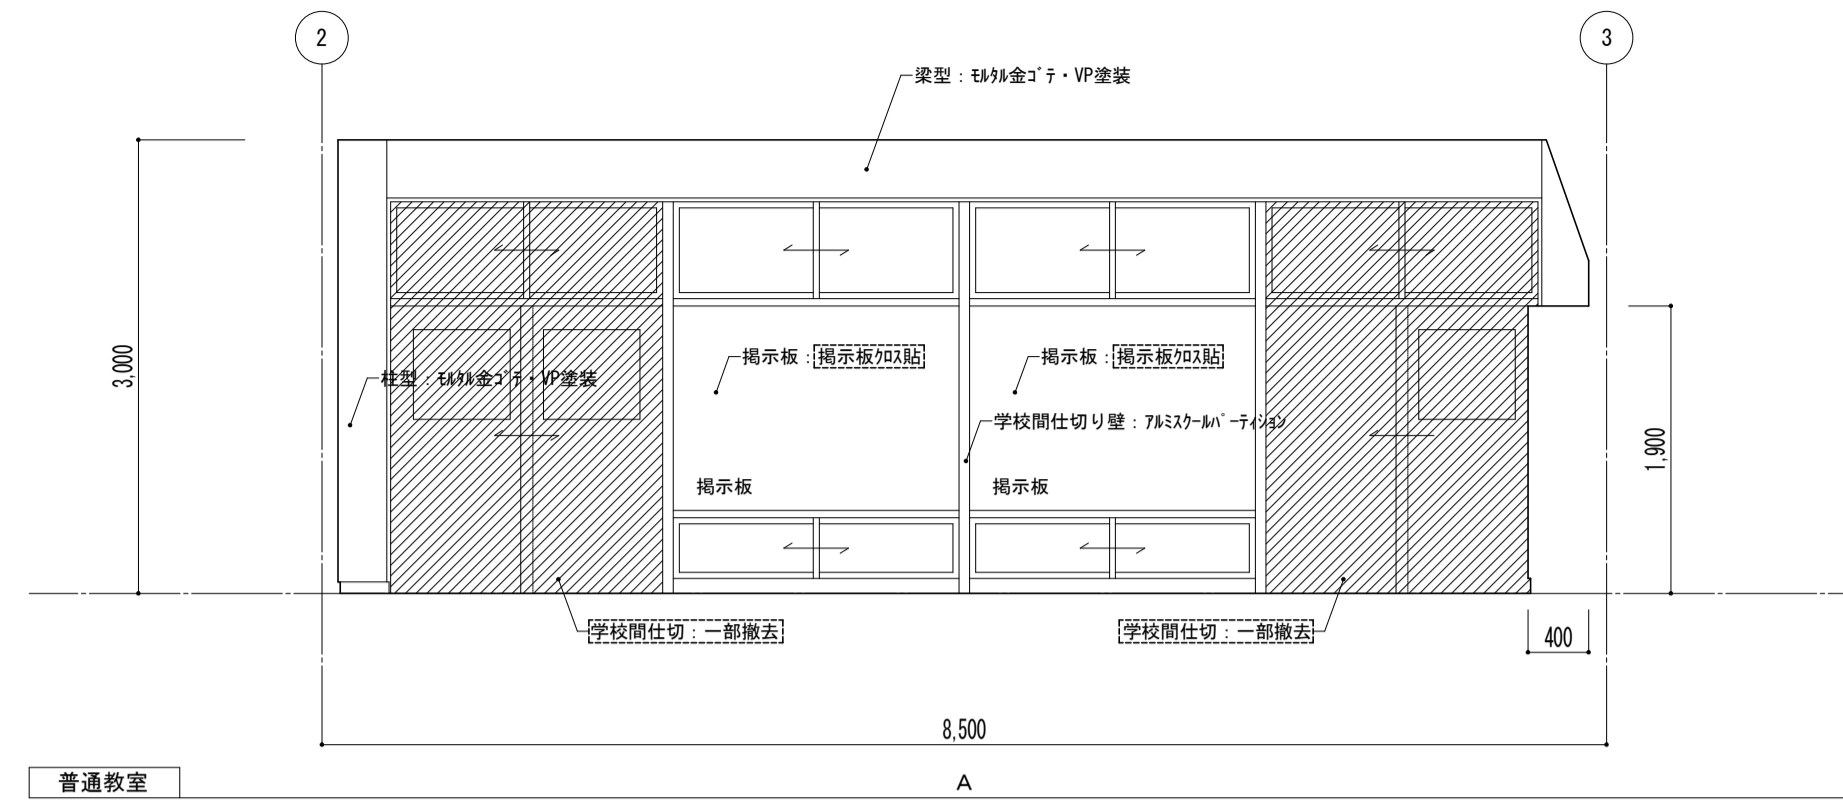 2
3
梁型：ﾓﾙﾀﾙ金ｺﾞﾃ・VP塗装
3,000
掲示板：掲示板ｸﾛｽ貼
掲示板：掲示板ｸﾛｽ貼
柱型：ﾓﾙﾀﾙ金ｺﾞﾃ・VP塗装
学校間仕切り壁：ｱﾙﾐｽｸｰﾙﾊﾟｰﾃｨｼｮﾝ
1,900
掲示板
掲示板
学校間仕切：一部撤去
学校間仕切：一部撤去
400
8,500
普通教室
A